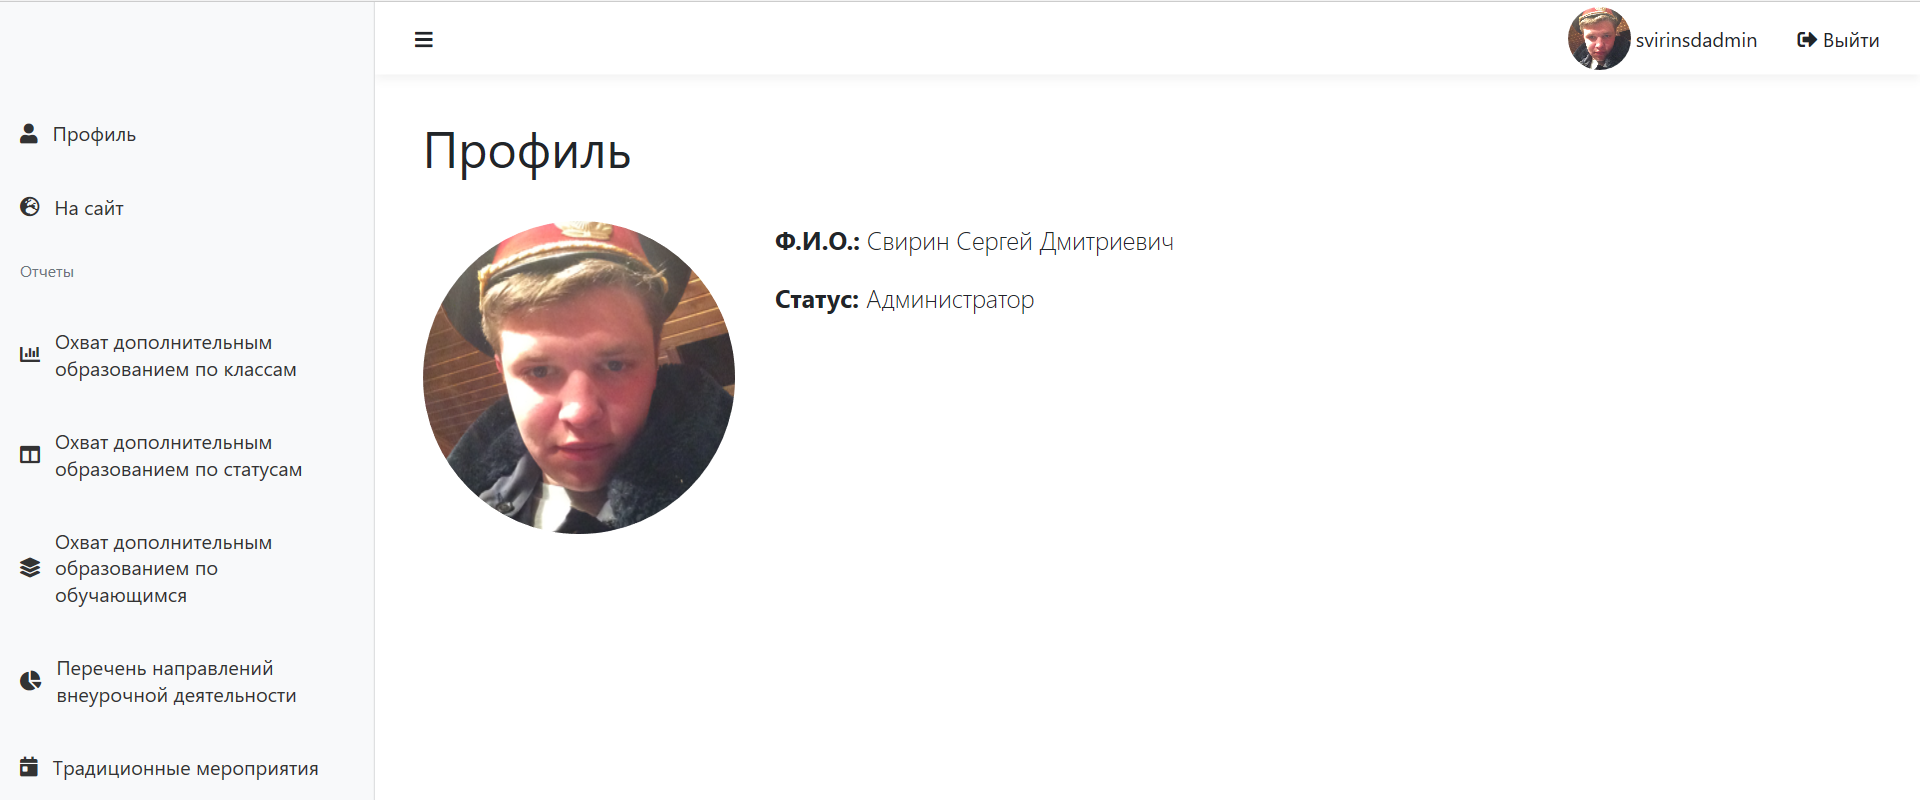 svirinsdadmin
Выйти
Профиль
На сайт
Отчеты
Охват дополнительным
образованием по классам
Охват дополнительным
образованием по статусам
Охват дополнительным
образованием по
обучающимся
Перечень направлений
внеурочной деятельности
Традиционные мероприятия
Профиль
Ф.И.О.: Свирин Сергей Дмитриевич
Статус: Администратор